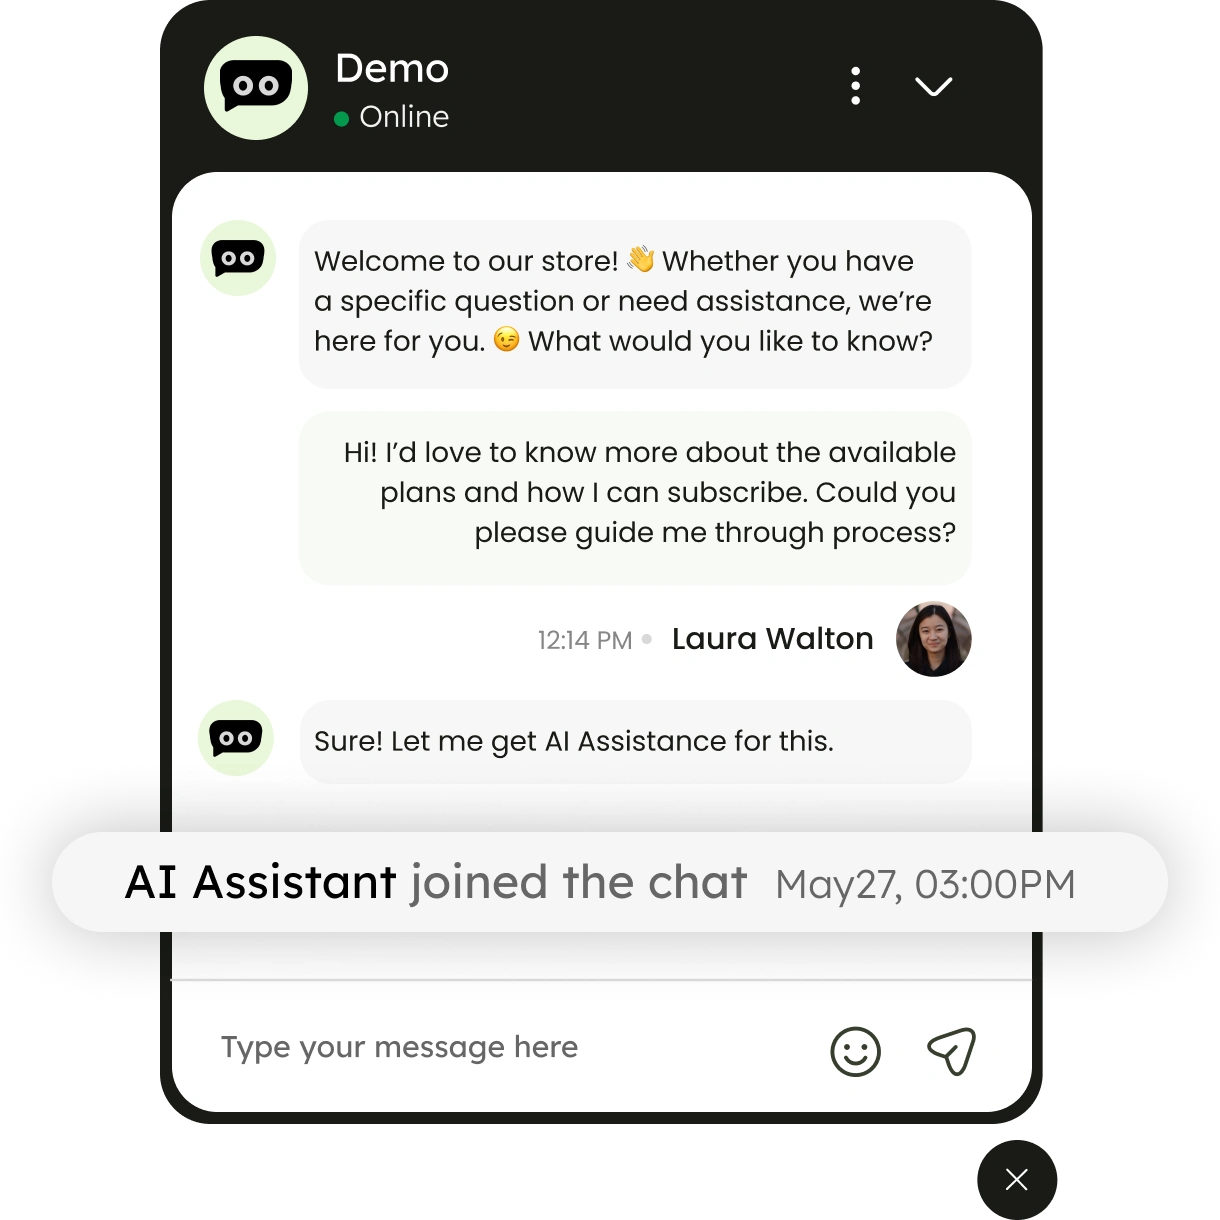 Demo
Online
Welcome to our store! 👋 Whether you have
a specific question or need assistance, we’re
here for you. 😉 What would you like to know?
Hi! I’d love to know more about the available
plans and how I can subscribe. Could you
please guide me through process?
12:14 PM Laura Walton
Sure! Let me get AI Assistance for this.
AI Assistant joined the chat May27, 03:00PM
Type your message here